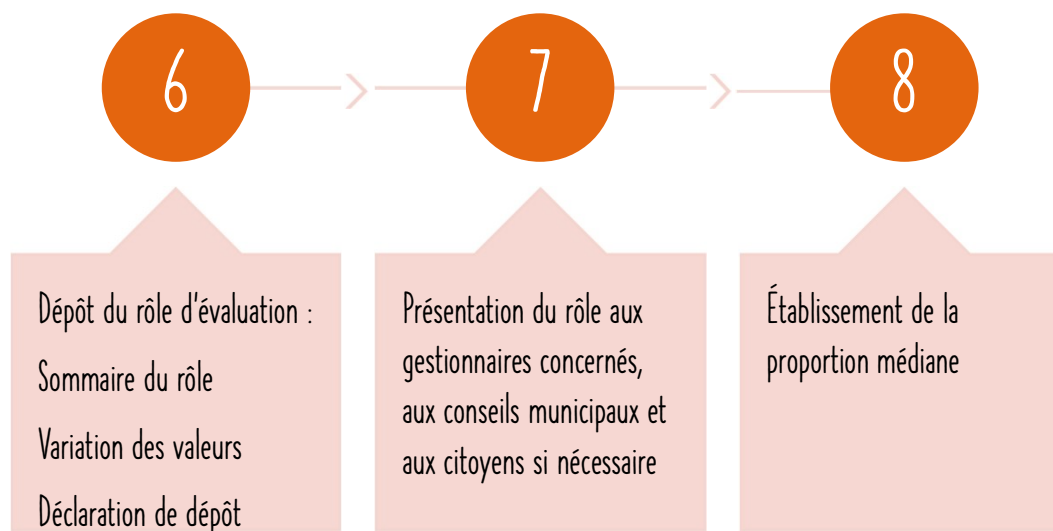 6
7
8
Dépôt du rôle d'évaluation :
Sommaire du rôle
Variation des valeurs
Déclaration de dépôt
Présentation du rôle aux
gestionnaires concernés,
aux conseils municipaux et
aux citoyens si nécessaire
Établissement de la
proportion médiane